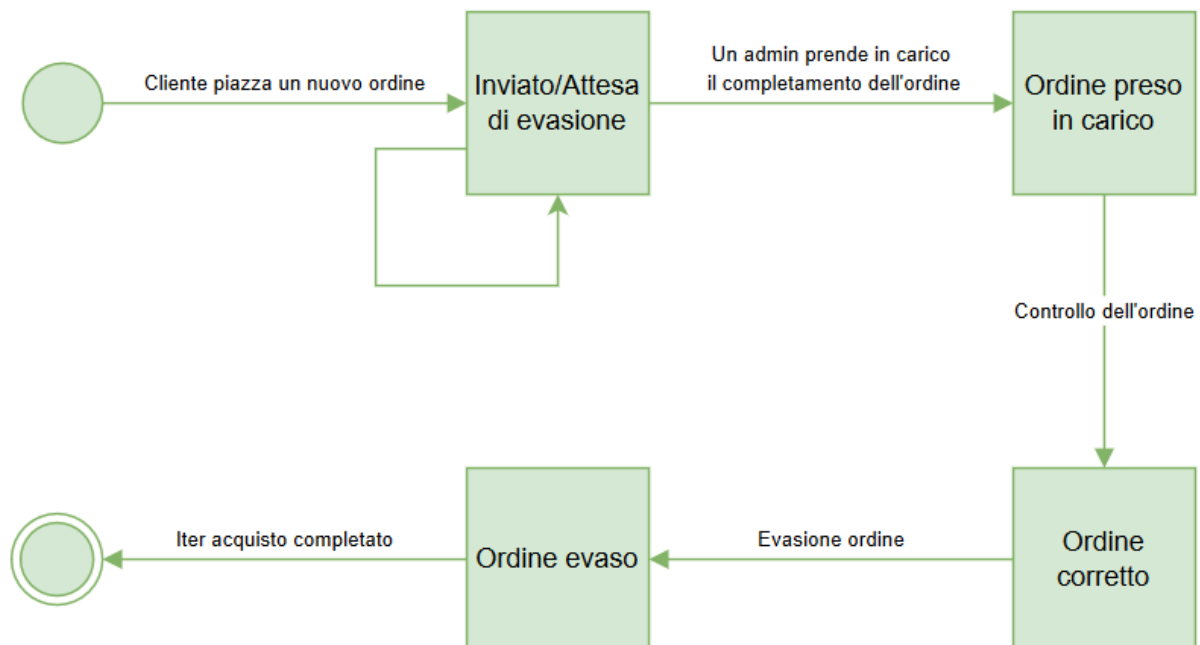 Cliente piazza un nuovo ordine
Inviato/Attesa
di evasione
Un admin prende in carico
il completamento dell'ordine
Ordine preso
in carico
Controllo dell'ordine
Iter acquisto completato
Ordine evaso
Evasione ordine
Ordine
corretto